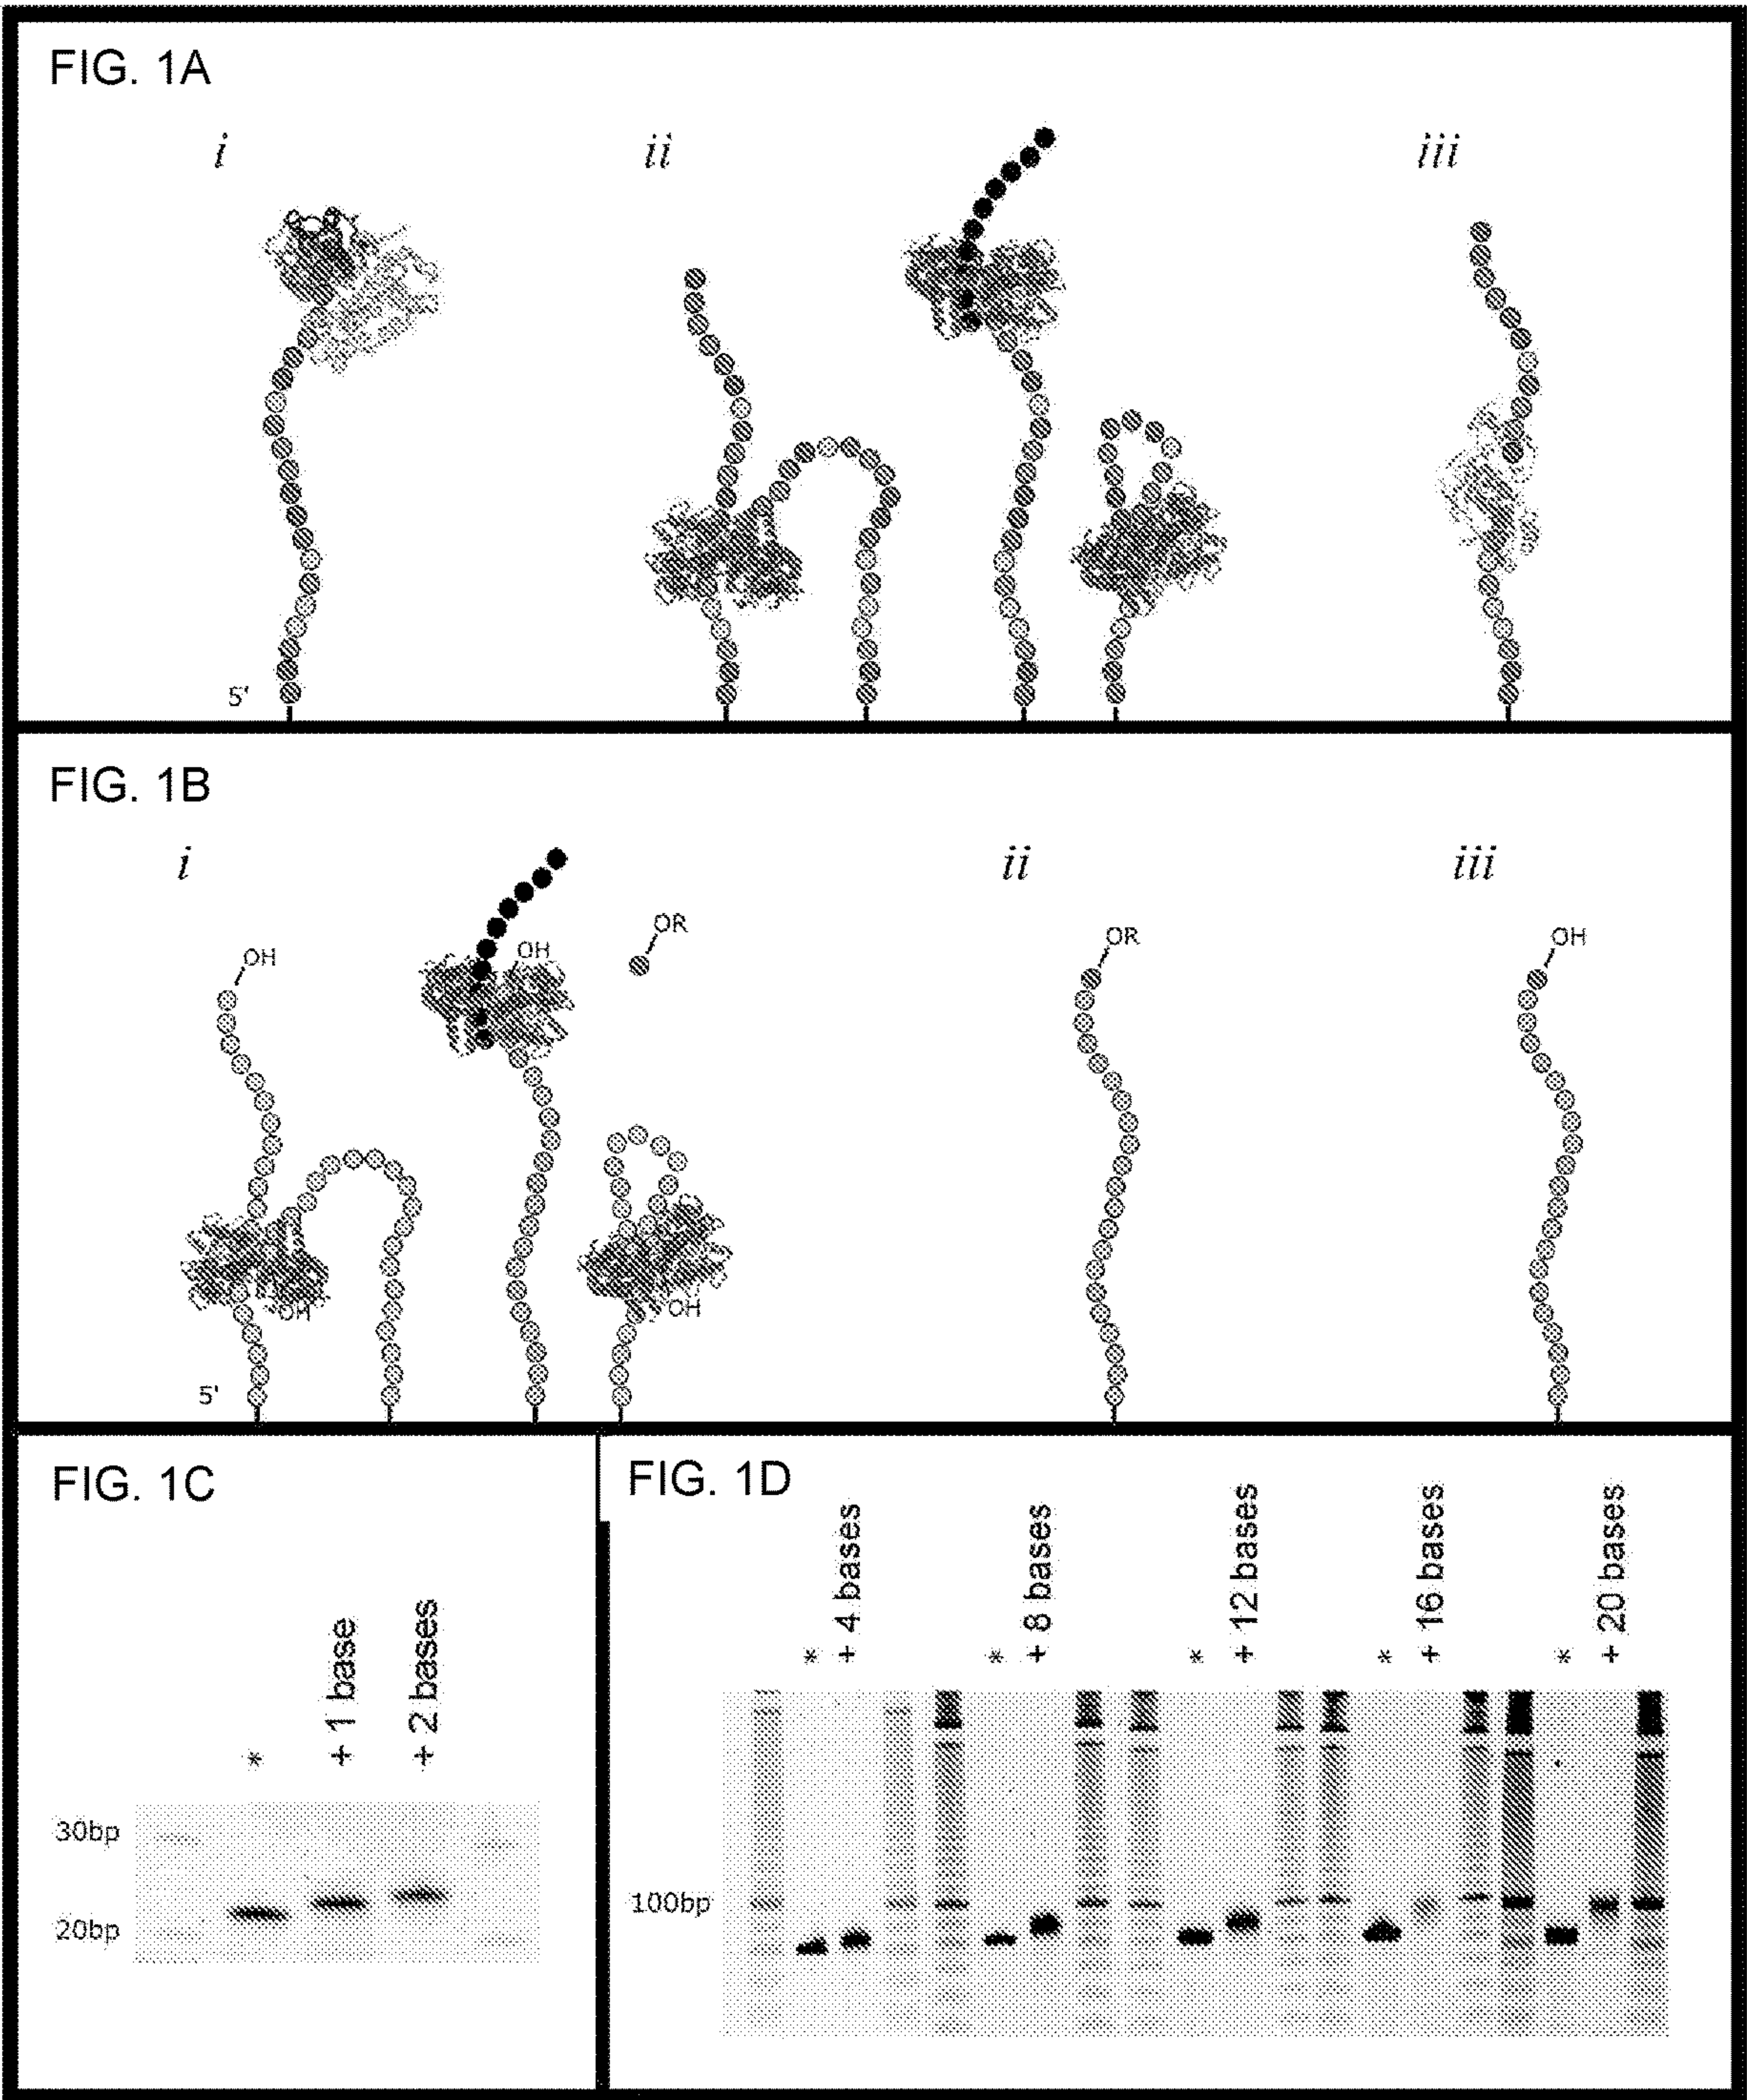 FIG. 1A
i
ii
iii
5'
FIG. 1B
i
ii
iii
OH
OH
OR
OR
OH
OH
OH
5'
FIG. 1C
*
+ 1 base
+ 2 bases
30bp
20bp
FIG. 1D
*
+ 4 bases
*
+ 8 bases
*
+ 12 bases
*
+ 16 bases
*
+ 20 bases
100bp